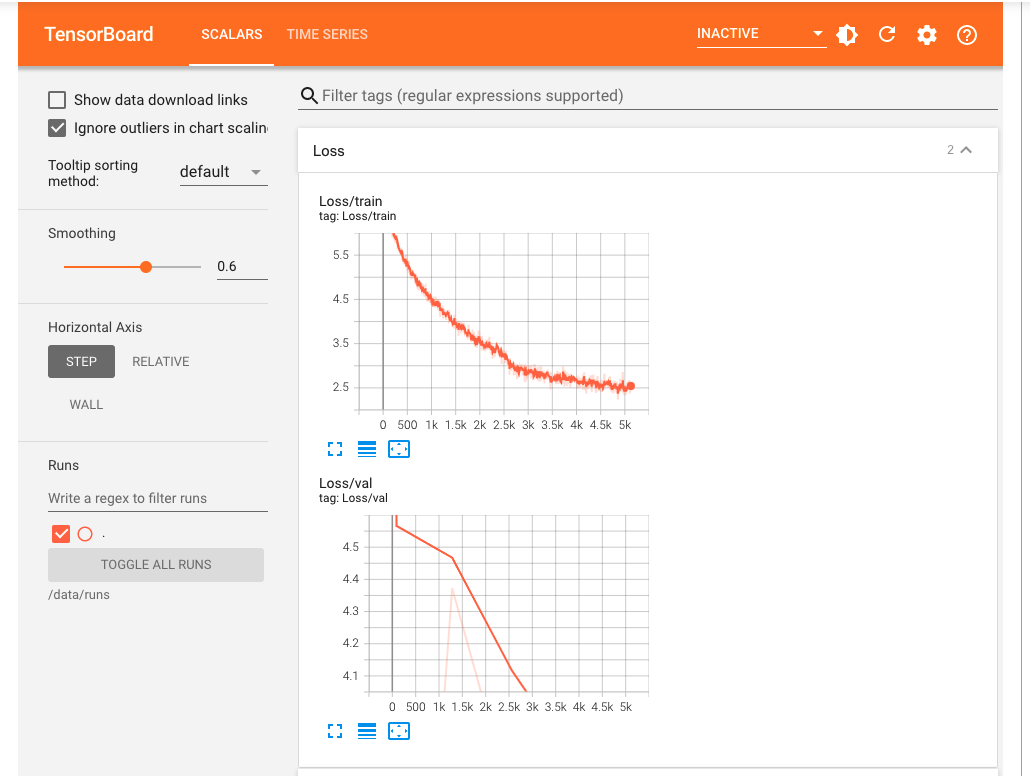 TensorBoard SCALARS TIME SERIES INACTIVE
Show data download links
Ignore outliers in chart scalin
Tooltip sorting
method:
default
Smoothing
0.6
Horizontal Axis
STEP RELATIVE
WALL
Runs
Write a regex to filter runs
.
TOGGLE ALL RUNS
/data/runs
Filter tags (regular expressions supported)
Loss 2
Loss/train
tag: Loss/train
5.5
4.5
3.5
2.5
0 500 1k 1.5k 2k 2.5k 3k 3.5k 4k 4.5k 5k
Loss/val
tag: Loss/val
4.5
4.4
4.3
4.2
4.1
0 500 1k 1.5k 2k 2.5k 3k 3.5k 4k 4.5k 5k